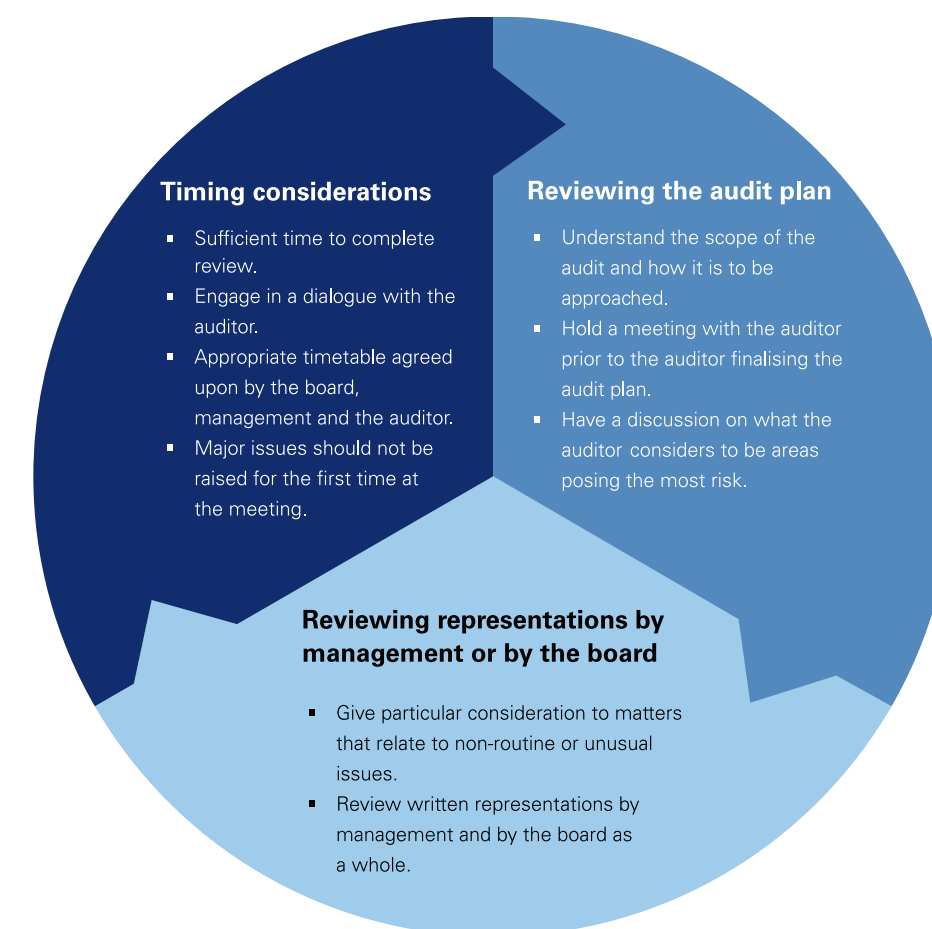 Timing considerations
▪ Sufficient time to complete
review.
▪ Engage in a dialogue with the
auditor.
▪ Appropriate timetable agreed
upon by the board,
management and the auditor.
▪ Major issues should not be
raised for the first time at
the meeting.
Reviewing the audit plan
▪ Understand the scope of the
audit and how it is to be
approached.
▪ Hold a meeting with the auditor
prior to the auditor finalising the
audit plan.
▪ Have a discussion on what the
auditor considers to be areas
posing the most risk.
Reviewing representations by
management or by the board
▪ Give particular consideration to matters
that relate to non-routine or unusual
issues.
▪ Review written representations by
management and by the board as
a whole.